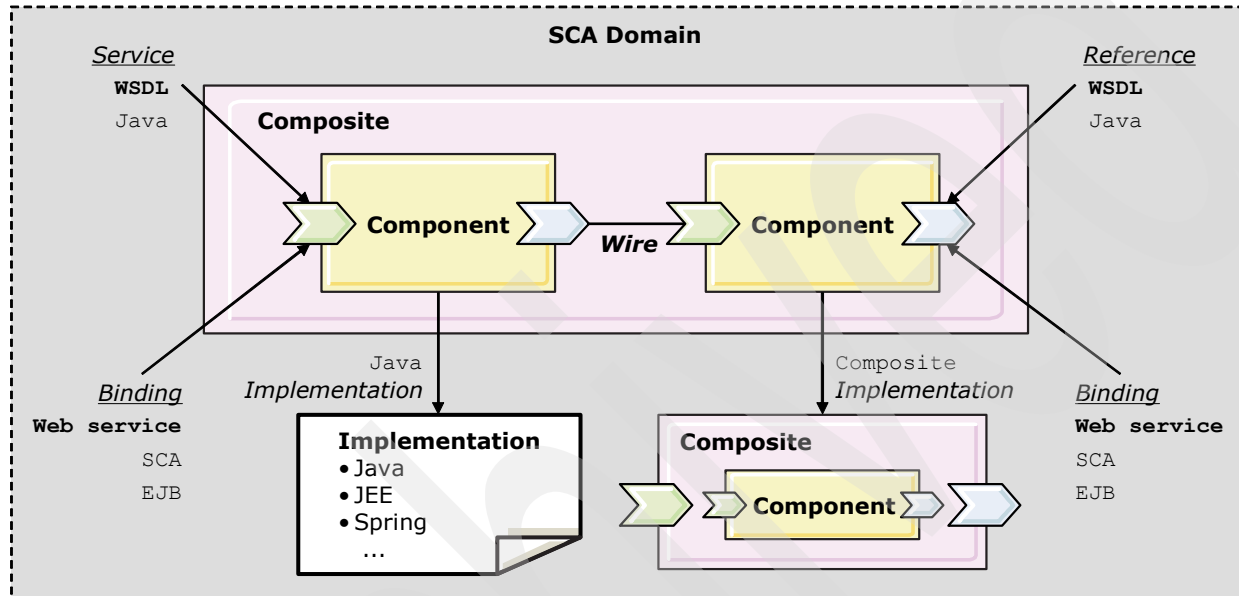 SCA Domain
Service
WSDL
Java
Reference
WSDL
Java
Composite
Component
Wire
Component
Java
Implementation
Composite
Implementation
Binding
Web service
SCA
EJB
Implementation
• Java
• JEE
• Spring
...
Composite
Component
Binding
Web service
SCA
EJB